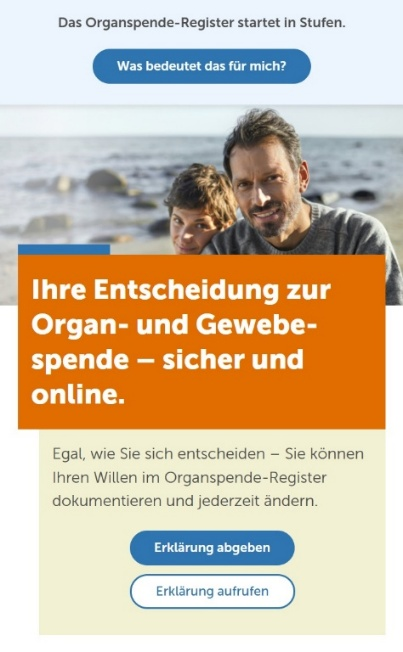 Das Organspende-Register startet in Stufen.
Was bedeutet das für mich?
Ihre Entscheidung zur
Organ- und Gewebe-
spende – sicher und
online.
Egal, wie Sie sich entscheiden – Sie können
Ihren Willen im Organspende-Register
dokumentieren und jederzeit ändern.
Erklärung abgeben
Erklärung aufrufen